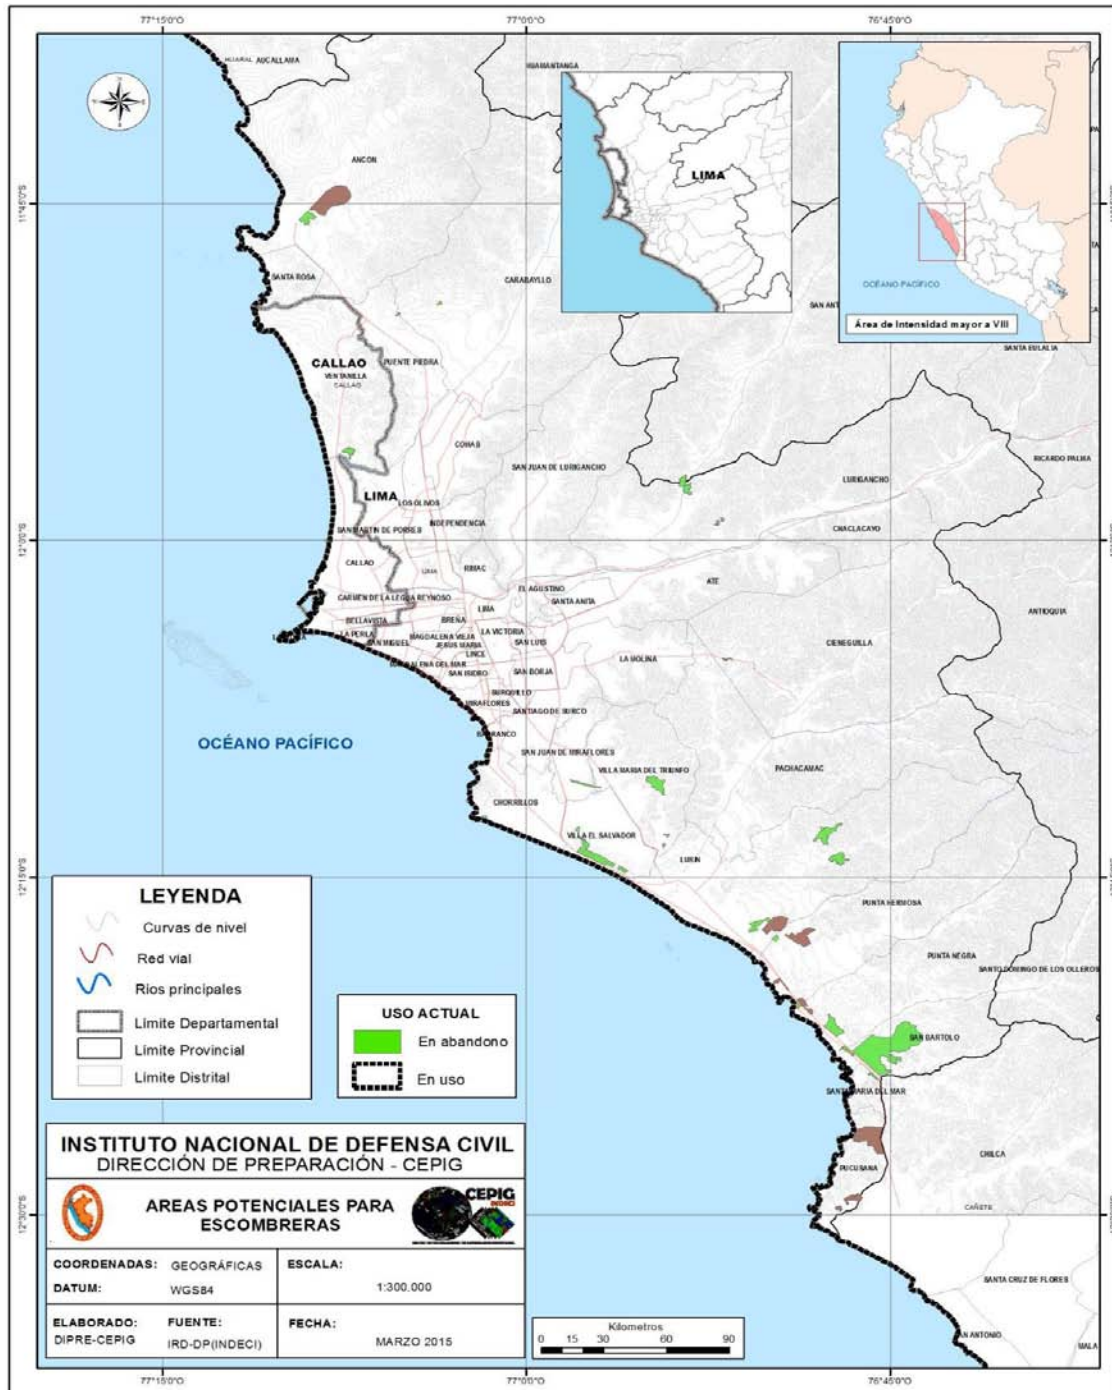 77°15'0"O
77°0'0"O
76°45'0"O
AUCALLAMA
HUAMANTANGA
ANCON
11°45'0"S
LIMA
OCÉANO PACÍFICO
Área de Intensidad mayor a VIII
SANTA ROSA
CARABAYLLO
SAN ANT
SANTA EULALIA
CALLAO
VENTANILLA
CALLAO
PUENTE PIEDRA
COMAS
SAN JUAN DE LURIGANCHO
LURIGANCHO
RICARDO PALMA
LIMA
LOS OLIVOS
INDEPENDENCIA
SAN MARTIN DE PORRES
CHACLACAYO
12°0'0"S
CALLAO
LIMA
RIMAC
ATE
EL AGUSTINO
SANTA ANITA
CARMEN DE LA LEGUA REYNOSO
LIMA
ANTIOQUIA
BELLAVISTA
BREÑA
LA PERLA
LA VICTORIA
MAGDALENA VIEJA
SAN MIGUEL
JESUS MARIA
SAN LUIS
CIENEGUILLA
LINCE
LA MOLINA
MAGDALENA DEL MAR
SAN ISIDRO
SAN BORJA
SURQUILLO
MIRAFLORES
SANTIAGO DE SURCO
BARRANCO
OCÉANO PACÍFICO
SAN JUAN DE MIRAFLORES
VILLA MARIA DEL TRIUNFO
PACHACAMAC
CHORRILLOS
VILLA EL SALVADOR
LURIN
12°15'0"S
PUNTA HERMOSA
PUNTA NEGRA
SANTO DOMINGO DE LOS OLLEROS
SAN BARTOLO
SANTA MARIA DEL MAR
CHILCA
PUCUSANA
CAÑETE
12°30'0"S
SANTA CRUZ DE FLORES
SAN ANTONIO
MALA
LEYENDA
Curvas de nivel
Red vial
Rios principales
Límite Departamental
Límite Provincial
Límite Distrital
USO ACTUAL
En abandono
En uso
INSTITUTO NACIONAL DE DEFENSA CIVIL
DIRECCIÓN DE PREPARACIÓN - CEPIG
AREAS POTENCIALES PARA
ESCOMBRERAS
CEPIG
INDECI
COORDENADAS: GEOGRÁFICAS
DATUM: WGS84
ESCALA:
1:300.000
ELABORADO:
DIPRE-CEPIG
FUENTE:
IRD-DP(INDECI)
FECHA:
MARZO 2015
Kilometros
0 15 30 60 90
77°15'0"O
77°0'0"O
76°45'0"O